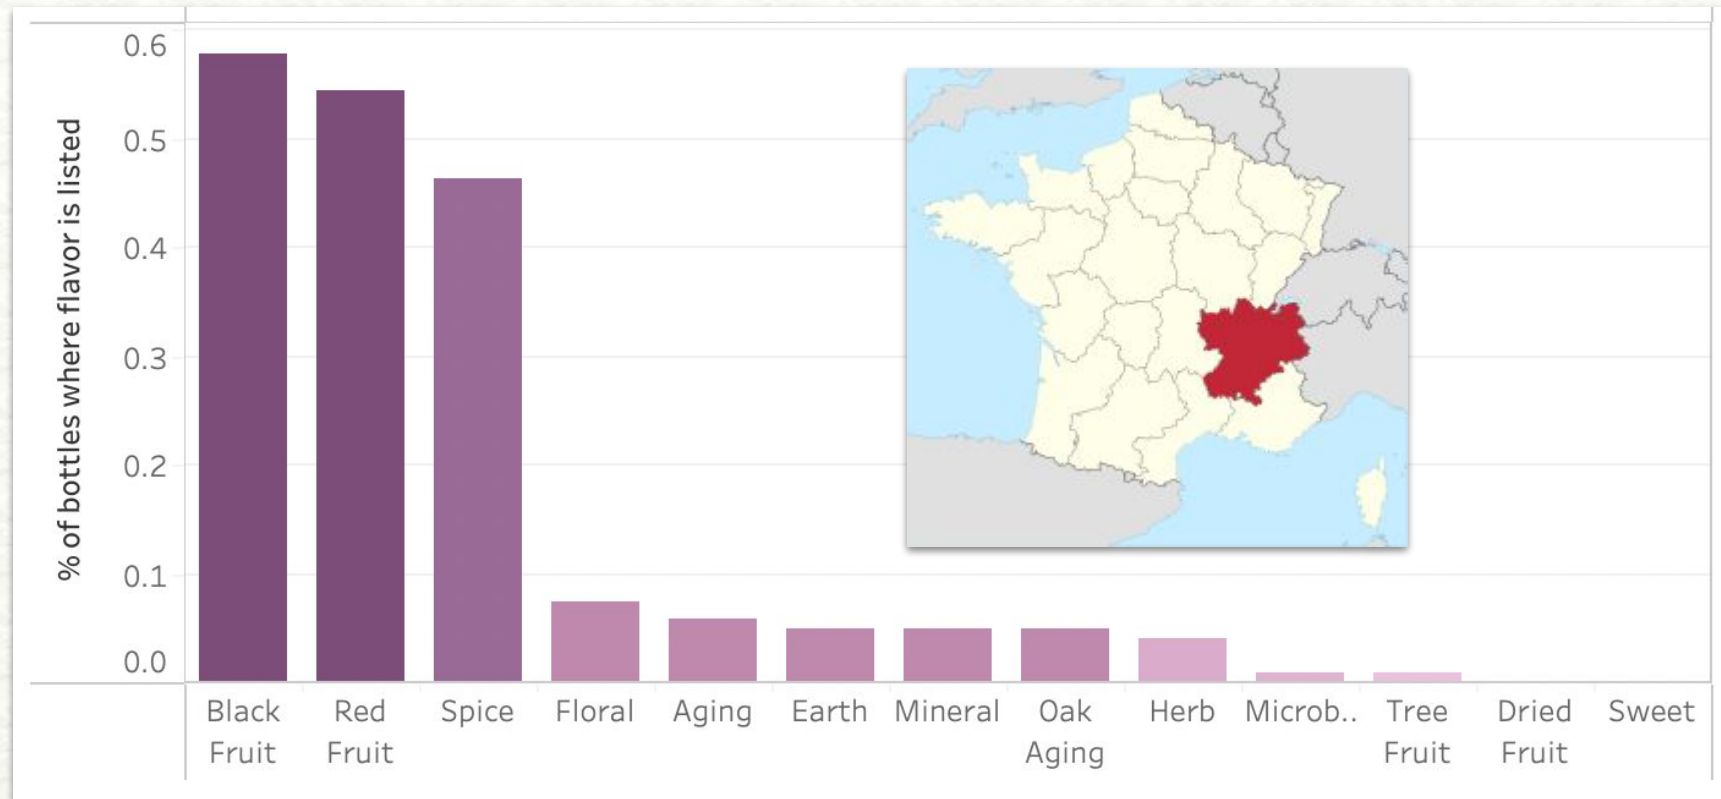 % of bottles where flavor is listed
0.6
0.5
0.4
0.3
0.2
0.1
0.0
Black Fruit
Red Fruit
Spice
Floral
Aging
Earth
Mineral
Oak Aging
Herb
Microb..
Tree Fruit
Dried Fruit
Sweet